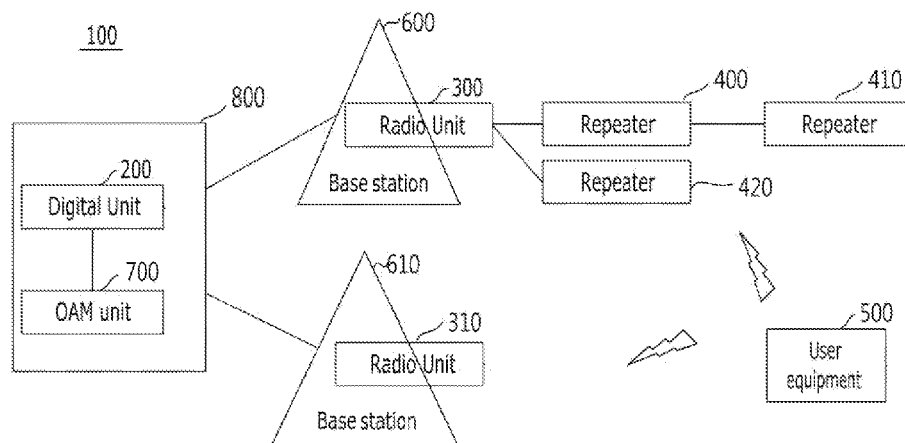 100
600
300
400
410
800
Radio Unit
Repeater
Repeater
200
Base station
Repeater
420
Digital Unit
700
610
OAM unit
310
500
Radio Unit
User
equipment
Base station